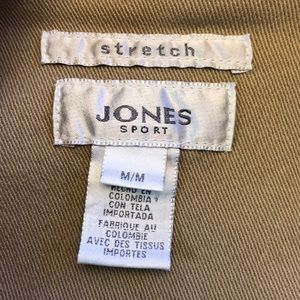 stretch
JONES
SPORT
M/M
HECHO EN
COLOMBIA
CON TELA
IMPORTADA
FABRIQUE AU
COLOMBIE
AVEC DES TISSUS
IMPORTES